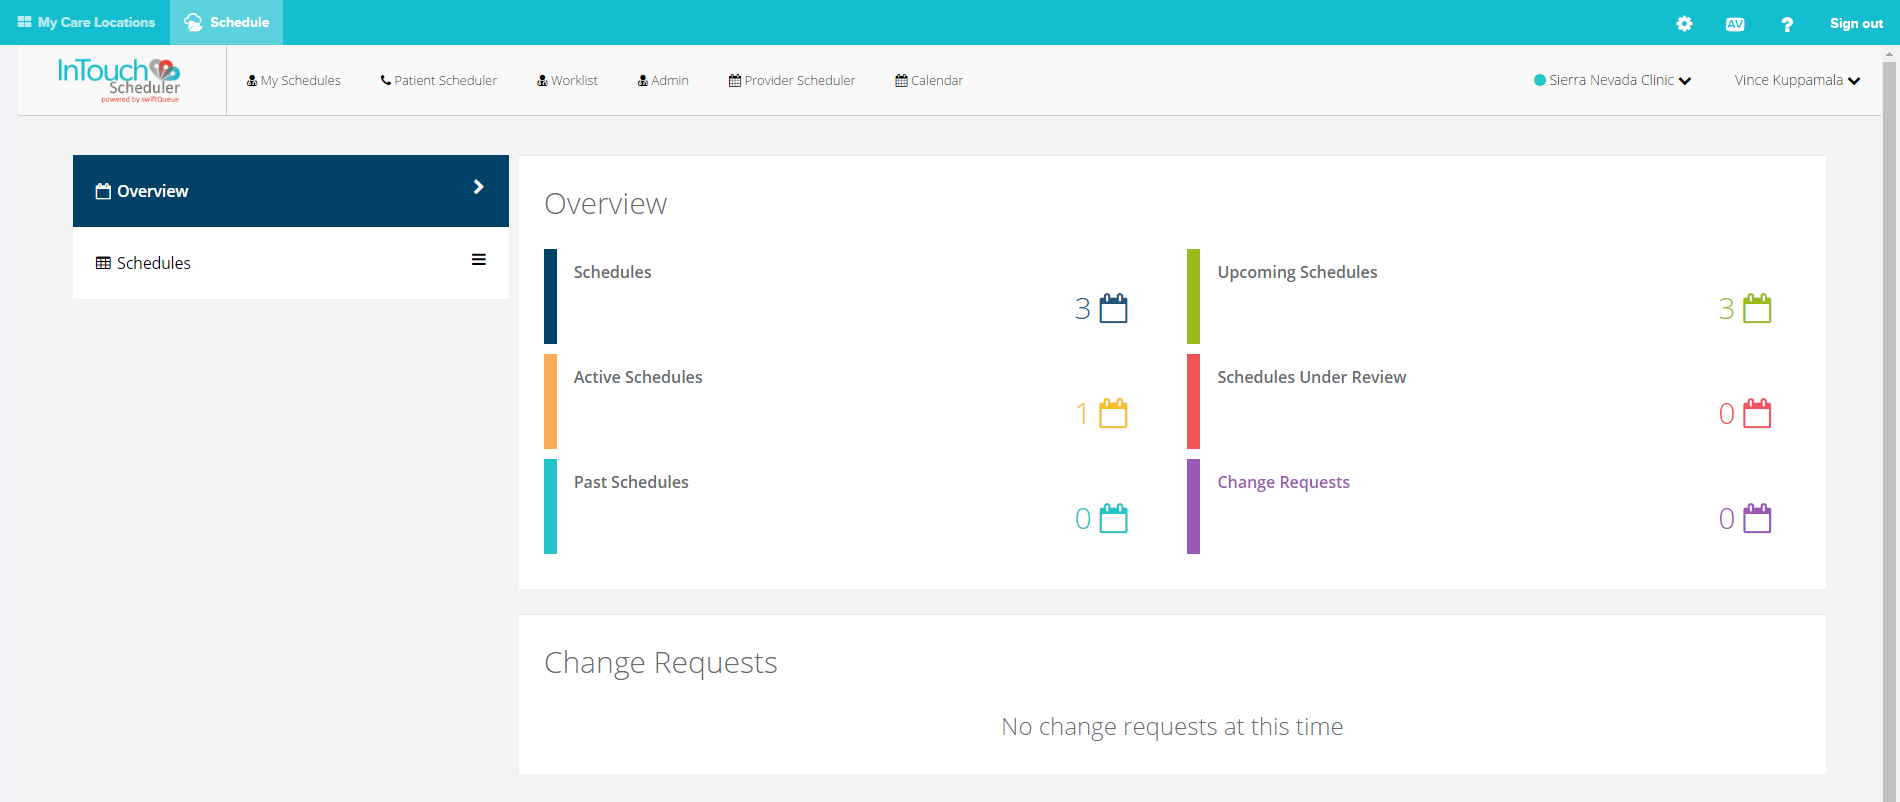 My Care Locations Schedule AV ? Sign out
InTouch
Scheduler
powered by swiftQueue
My Schedules Patient Scheduler Worklist Admin Provider Scheduler Calendar Sierra Nevada Clinic Vince Kuppamala
Overview
Schedules
Overview
Schedules
3
Upcoming Schedules
3
Active Schedules
1
Schedules Under Review
0
Past Schedules
0
Change Requests
0
Change Requests
No change requests at this time